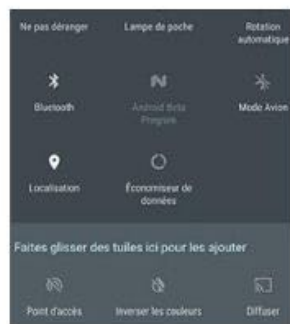 Ne pas déranger Lampe de poche Rotation
automatique
Bluetooth Android Beta Mode Avion
Program
Localisation Économiseur de
données
Faites glisser des tuiles ici pour les ajouter
Point d'accès Inverser les couleurs Diffuser